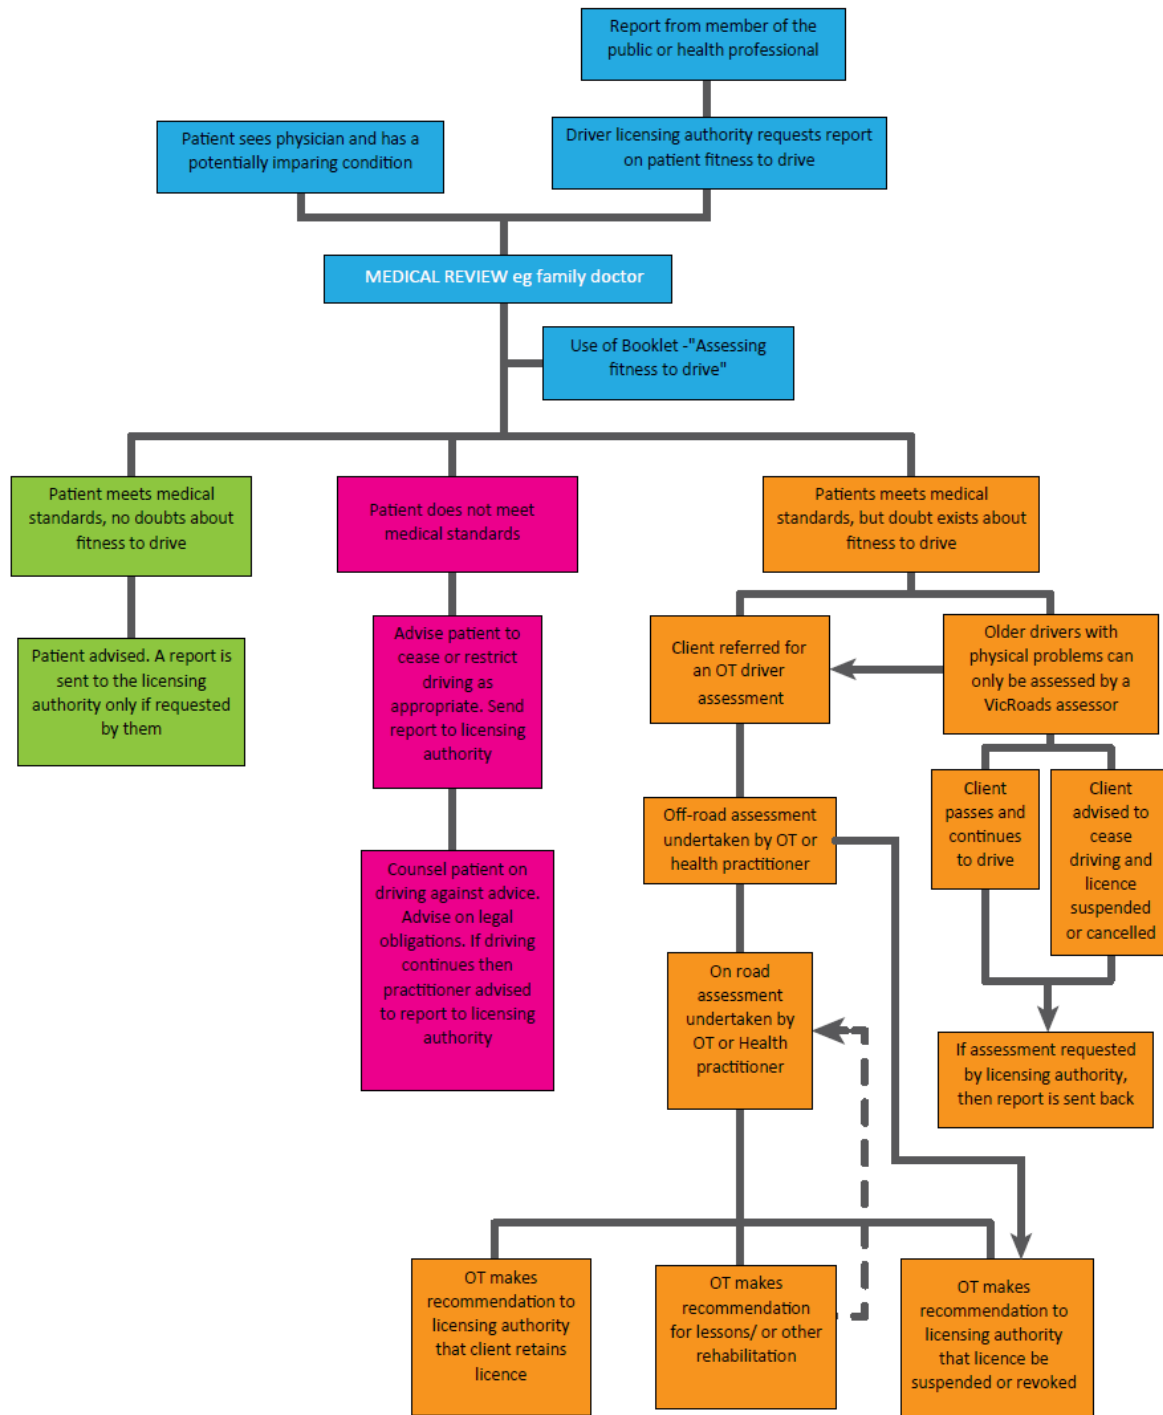 Report from member of the
public or health professional
Patient sees physician and has a
potentially imparing condition
Driver licensing authority requests report
on patient fitness to drive
MEDICAL REVIEW eg family doctor
Use of Booklet -"Assessing
fitness to drive"
Patient meets medical
standards, no doubts about
fitness to drive
Patient does not meet
medical standards
Patients meets medical
standards, but doubt exists about
fitness to drive
Patient advised. A report is
sent to the licensing
authority only if requested
by them
Advise patient to
cease or restrict
driving as
appropriate. Send
report to licensing
authority
Client referred for
an OT driver
assessment
Older drivers with
physical problems can
only be assessed by a
VicRoads assessor
Counsel patient on
driving against advice.
Advise on legal
obligations. If driving
continues then
practitioner advised
to report to licensing
authority
Off-road assessment
undertaken by OT or
health practitioner
Client
passes and
continues
to drive
Client
advised to
cease
driving and
licence
suspended
or cancelled
On road
assessment
undertaken by
OT or Health
practitioner
If assessment requested
by licensing authority,
then report is sent back
OT makes
recommendation to
licensing authority
that client retains
licence
OT makes
recommendation
for lessons/ or other
rehabilitation
OT makes
recommendation to
licensing authority
that licence be
suspended or revoked